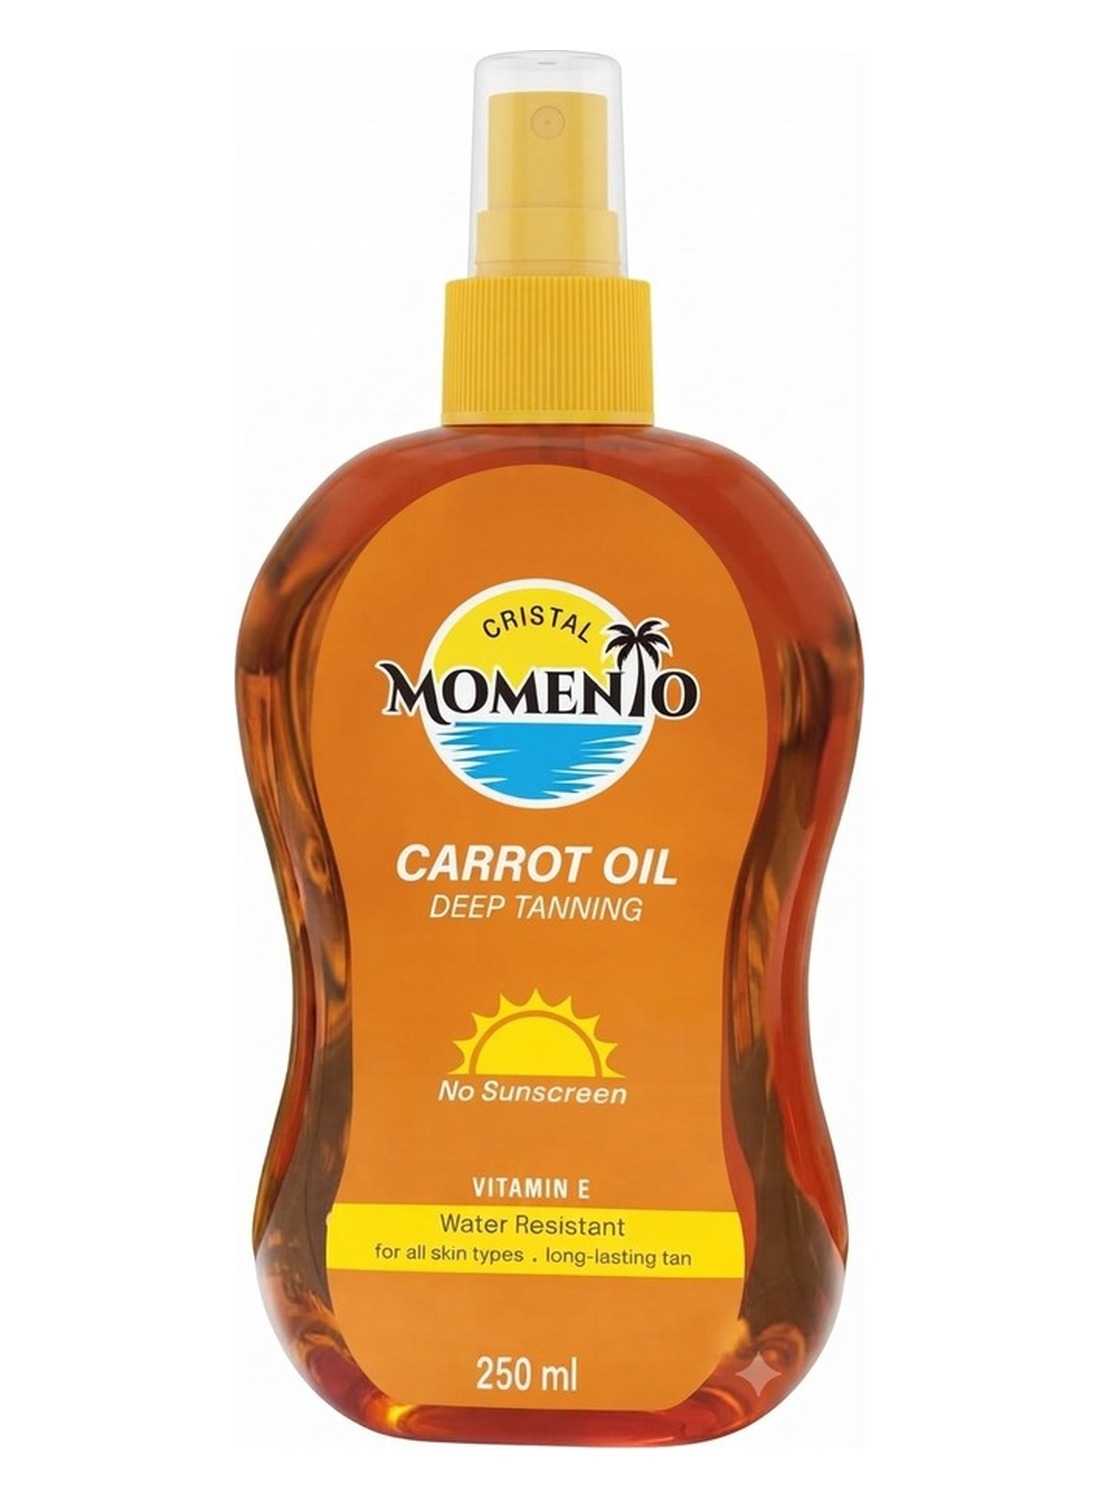 CRISTAL
MOMENTO
CARROT OIL
DEEP TANNING
No Sunscreen
VITAMIN E
Water Resistant
for all skin types . long-lasting tan
250 ml